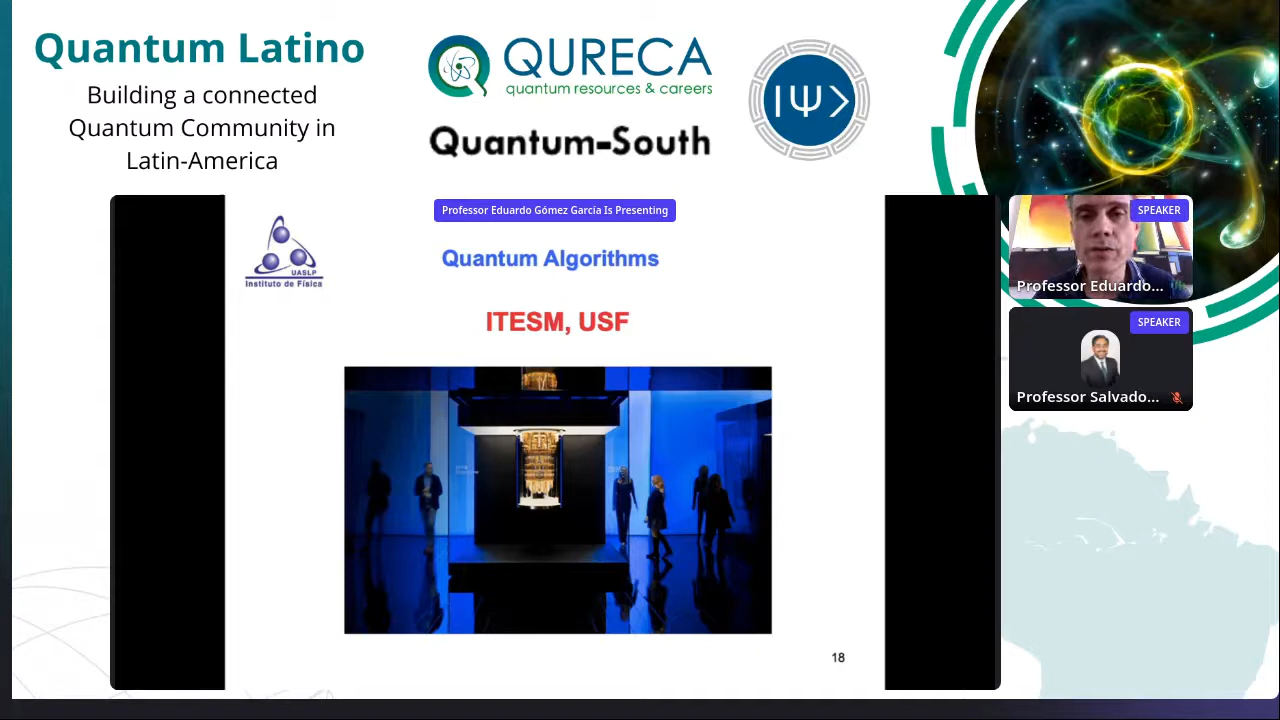 Quantum Latino
Building a connected
Quantum Community in
Latin-America
QURECA
quantum resources & careers
Quantum-South
|Ψ>
Professor Eduardo Gómez García Is Presenting
UASLP
Instituto de Física
Quantum Algorithms
ITESM, USF
18
SPEAKER
Professor Eduardo...
SPEAKER
Professor Salvado...